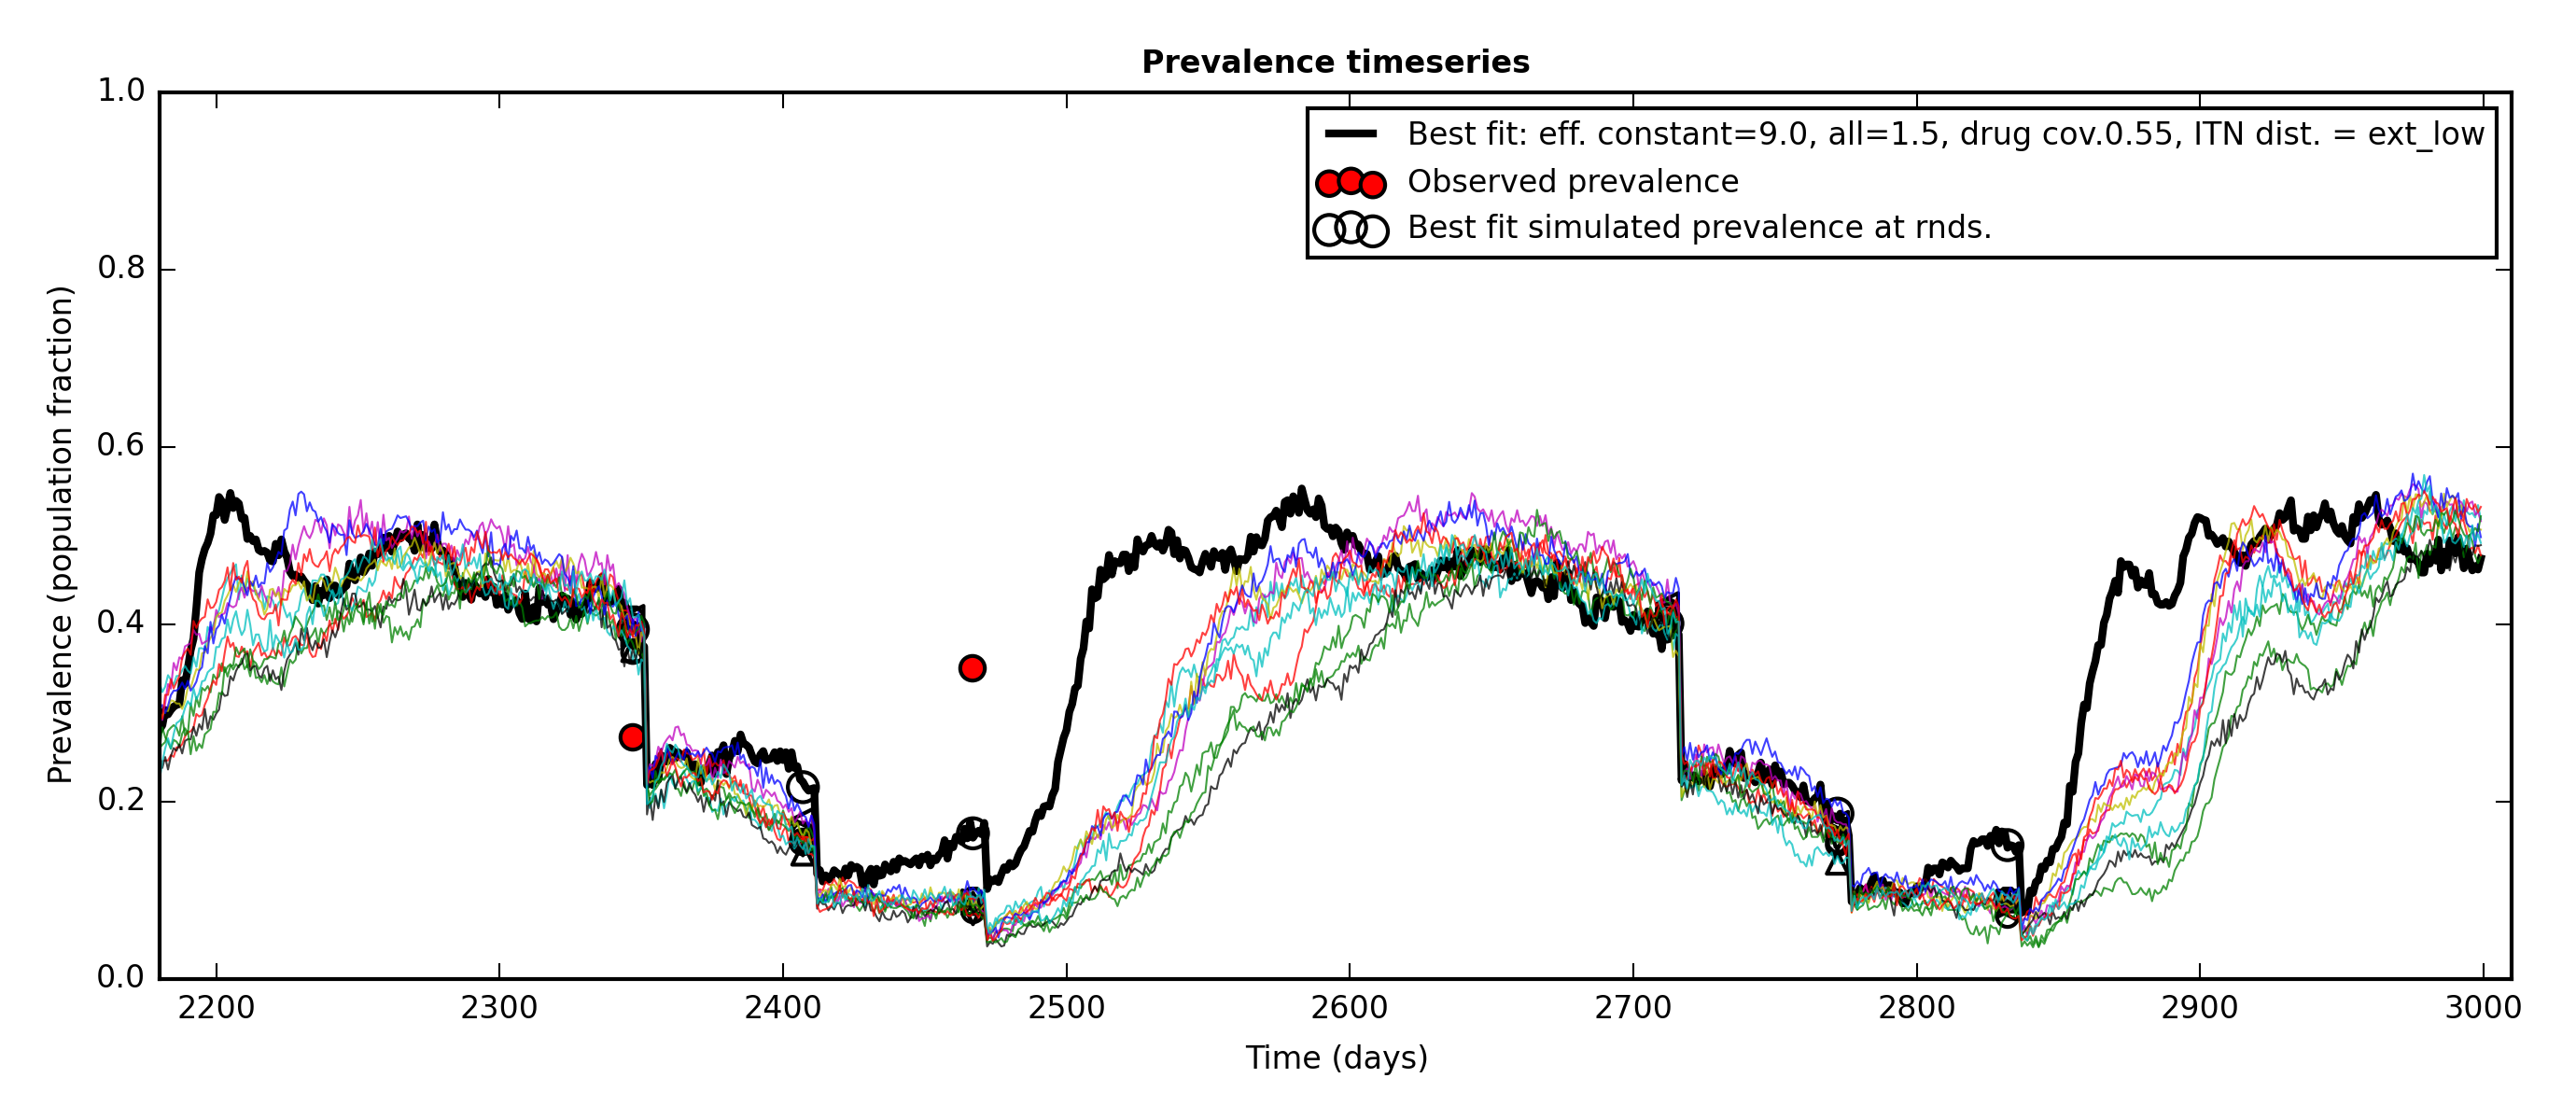 Prevalence timeseries
1.0
0.8
0.6
0.4
0.2
0.0
Prevalence (population fraction)
Best fit: eff. constant=9.0, all=1.5, drug cov.0.55, ITN dist. = ext_low
Observed prevalence
Best fit simulated prevalence at rnds.
2200 2300 2400 2500 2600 2700 2800 2900 3000
Time (days)